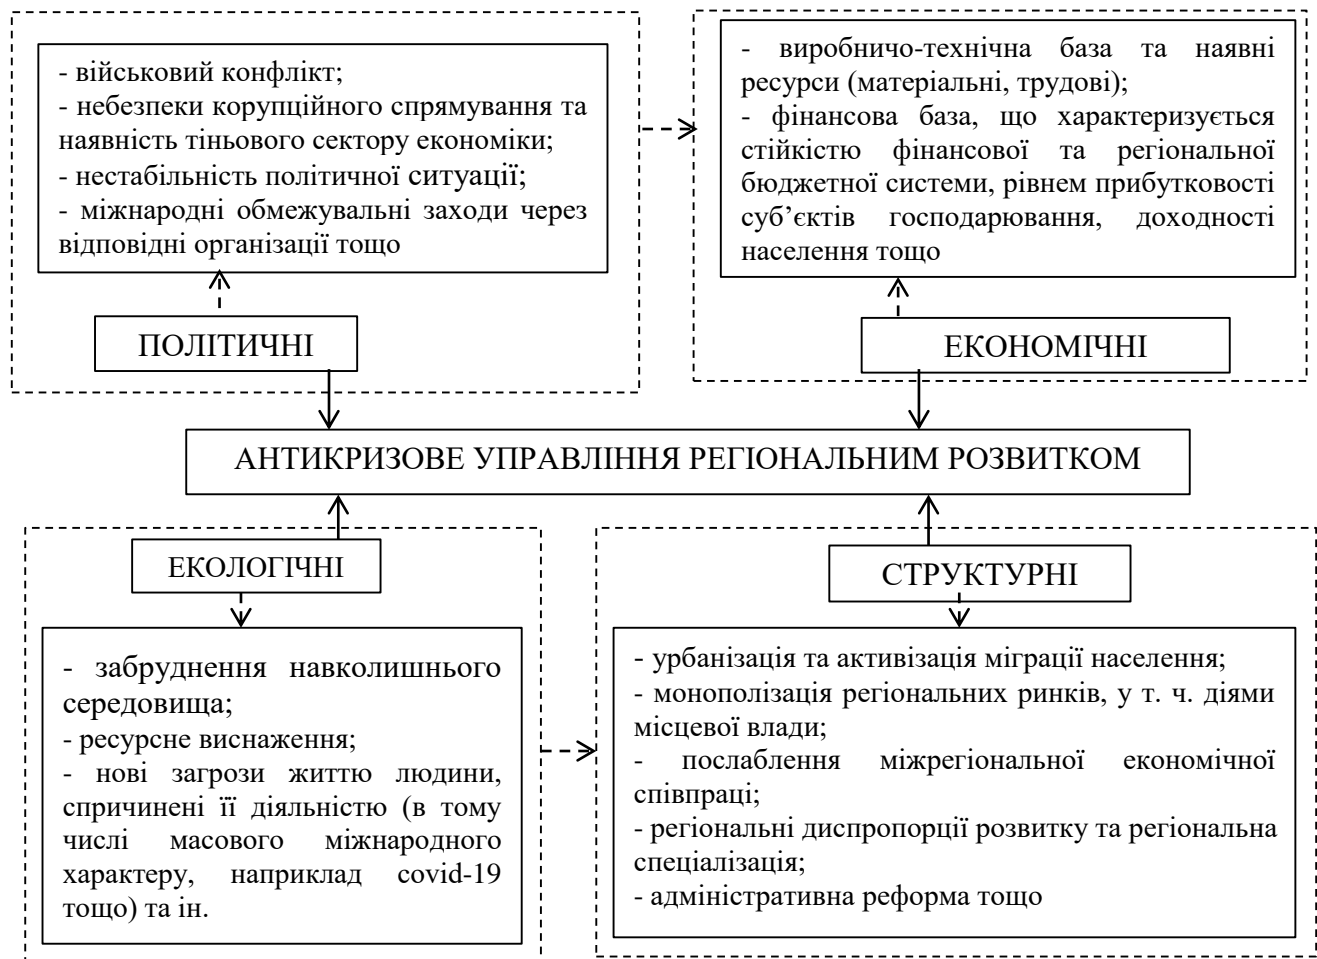 - військовий конфлікт;
- небезпеки корупційного спрямування та
наявність тіньового сектору економіки;
- нестабільність політичної ситуації;
- міжнародні обмежувальні заходи через
відповідні організації тощо
ПОЛІТИЧНІ
- виробничо-технічна база та наявні
ресурси (матеріальні, трудові);
- фінансова база, що характеризується
стійкістю фінансової та регіональної
бюджетної системи, рівнем прибутковості
суб’єктів господарювання, доходності
населення тощо
ЕКОНОМІЧНІ
АНТИКРИЗОВЕ УПРАВЛІННЯ РЕГІОНАЛЬНИМ РОЗВИТКОМ
ЕКОЛОГІЧНІ
- забруднення навколишнього
середовища;
- ресурсне виснаження;
- нові загрози життю людини,
спричинені її діяльністю (в тому
числі масового міжнародного
характеру, наприклад covid-19
тощо) та ін.
СТРУКТУРНІ
- урбанізація та активізація міграції населення;
- монополізація регіональних ринків, у т. ч. діями
місцевої влади;
- послаблення міжрегіональної економічної
співпраці;
- регіональні диспропорції розвитку та регіональна
спеціалізація;
- адміністративна реформа тощо